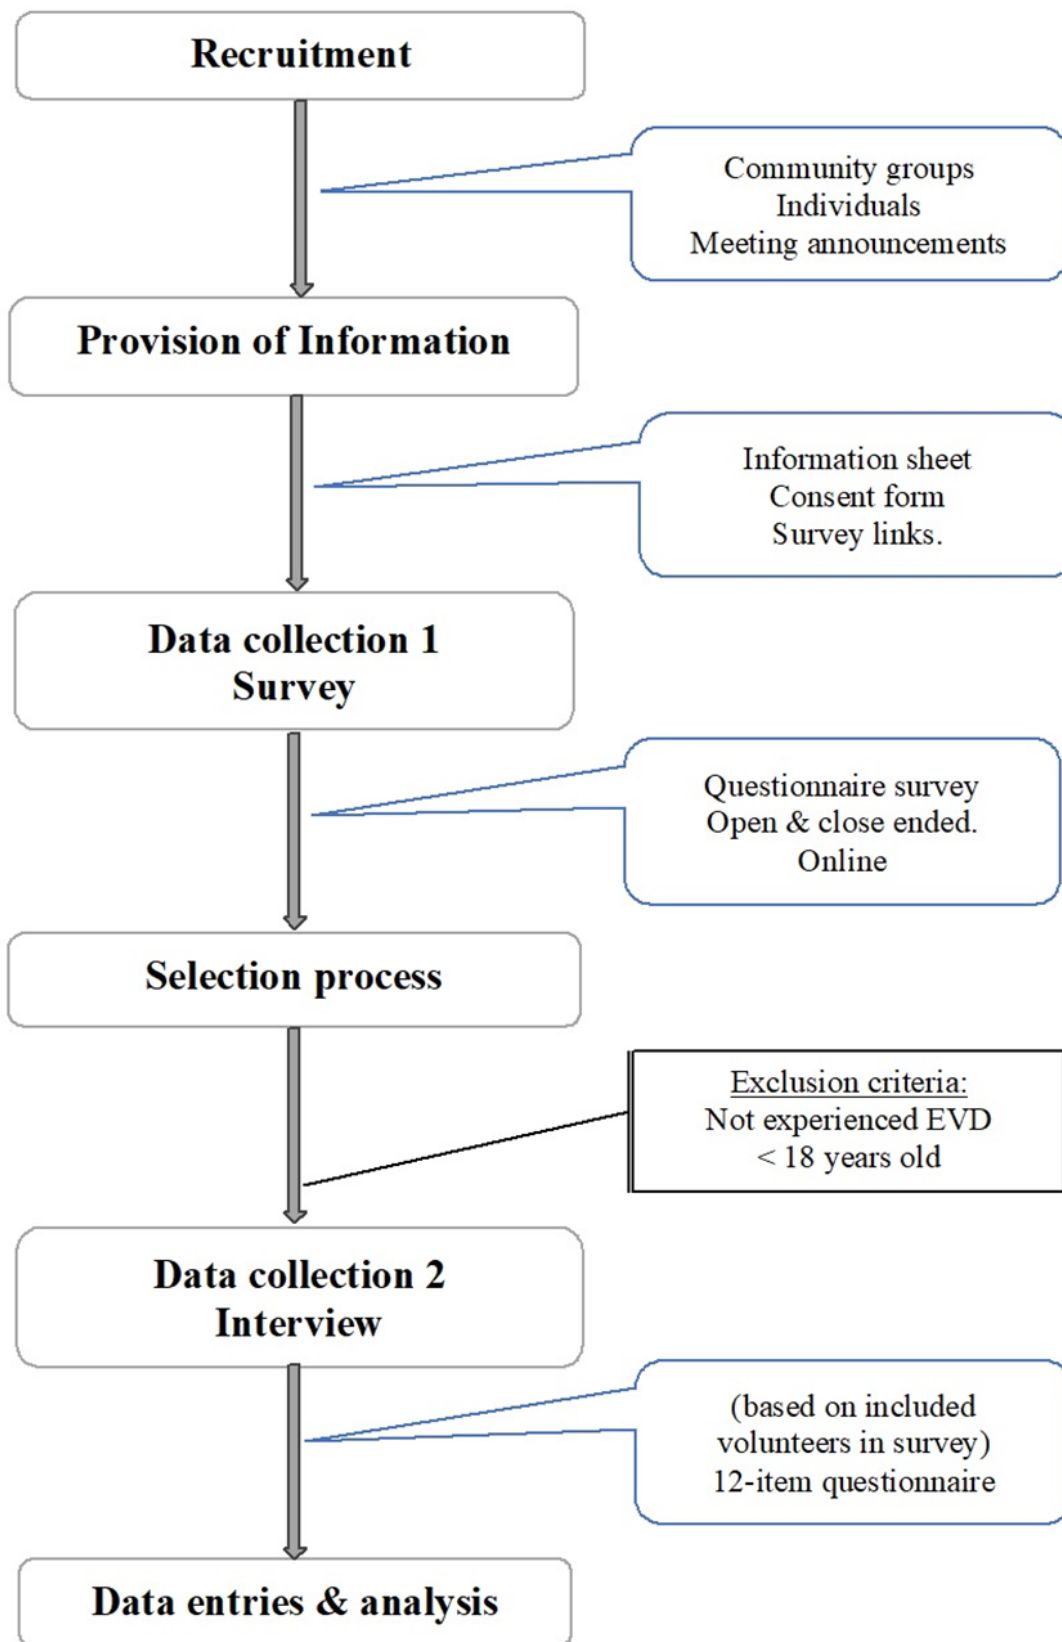 Recruitment
Community groups
Individuals
Meeting announcements
Provision of Information
Information sheet
Consent form
Survey links.
Data collection 1
Survey
Questionnaire survey
Open & close ended.
Online
Selection process
Exclusion criteria:
Not experienced EVD
< 18 years old
Data collection 2
Interview
(based on included
volunteers in survey)
12-item questionnaire
Data entries & analysis